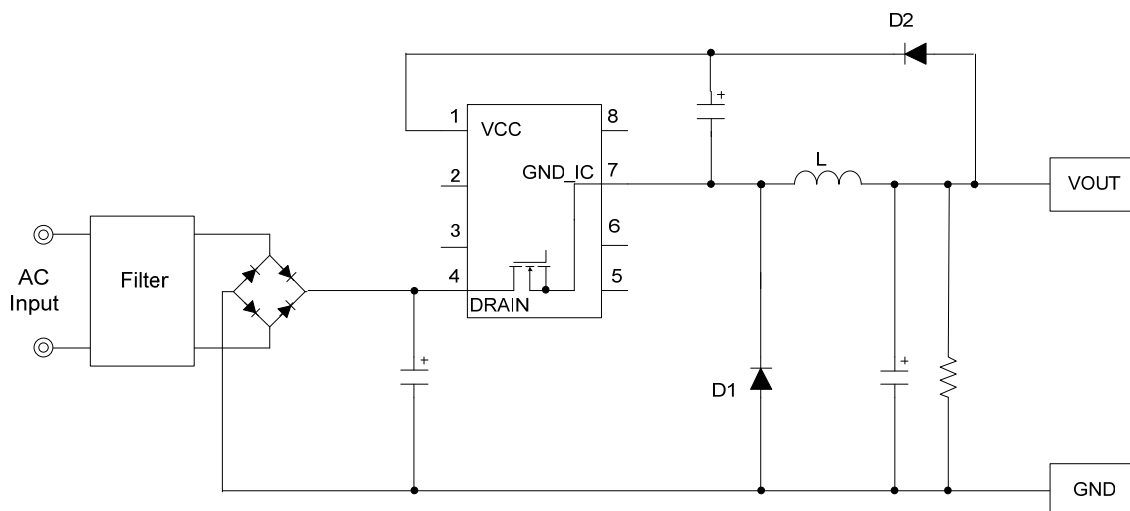 D2
1
VCC
8
GND_IC
7
L
VOUT
2
3
6
AC
Input
Filter
4
5
DRAIN
+
+
+
D1
GND